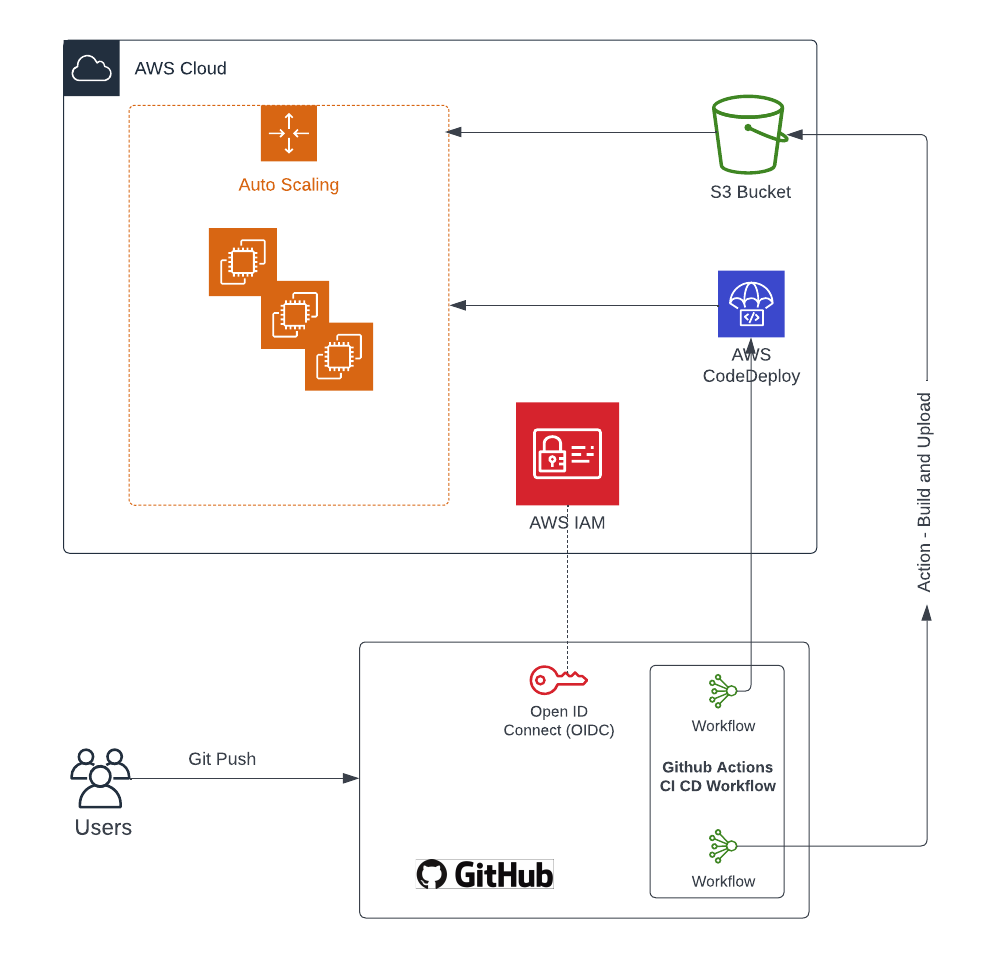 AWS Cloud
Auto Scaling
S3 Bucket
AWS
CodeDeploy
AWS IAM
Action - Build and Upload
Open ID
Connect (OIDC)
Workflow
Github Actions
CI CD Workflow
Workflow
Git Push
Users
GitHub